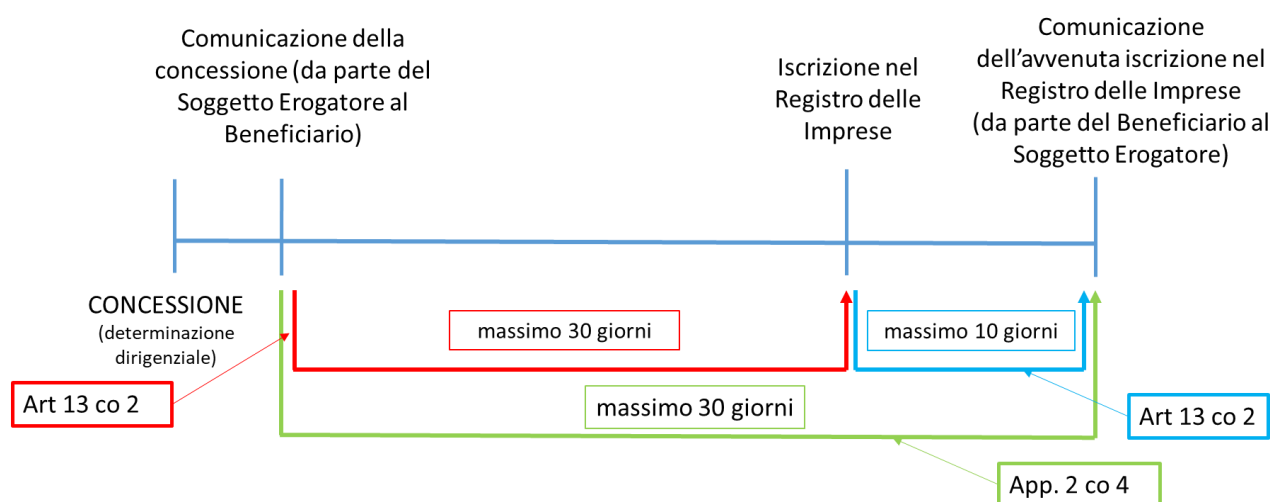 Comunicazione della
concessione (da parte del
Soggetto Erogatore al
Beneficiario)
Iscrizione nel
Registro delle
Imprese
Comunicazione
dell’avvenuta iscrizione nel
Registro delle Imprese
(da parte del Beneficiario al
Soggetto Erogatore)
CONCESSIONE
(determinazione
dirigenziale)
massimo 30 giorni
massimo 10 giorni
Art 13 co 2
massimo 30 giorni
Art 13 co 2
App. 2 co 4